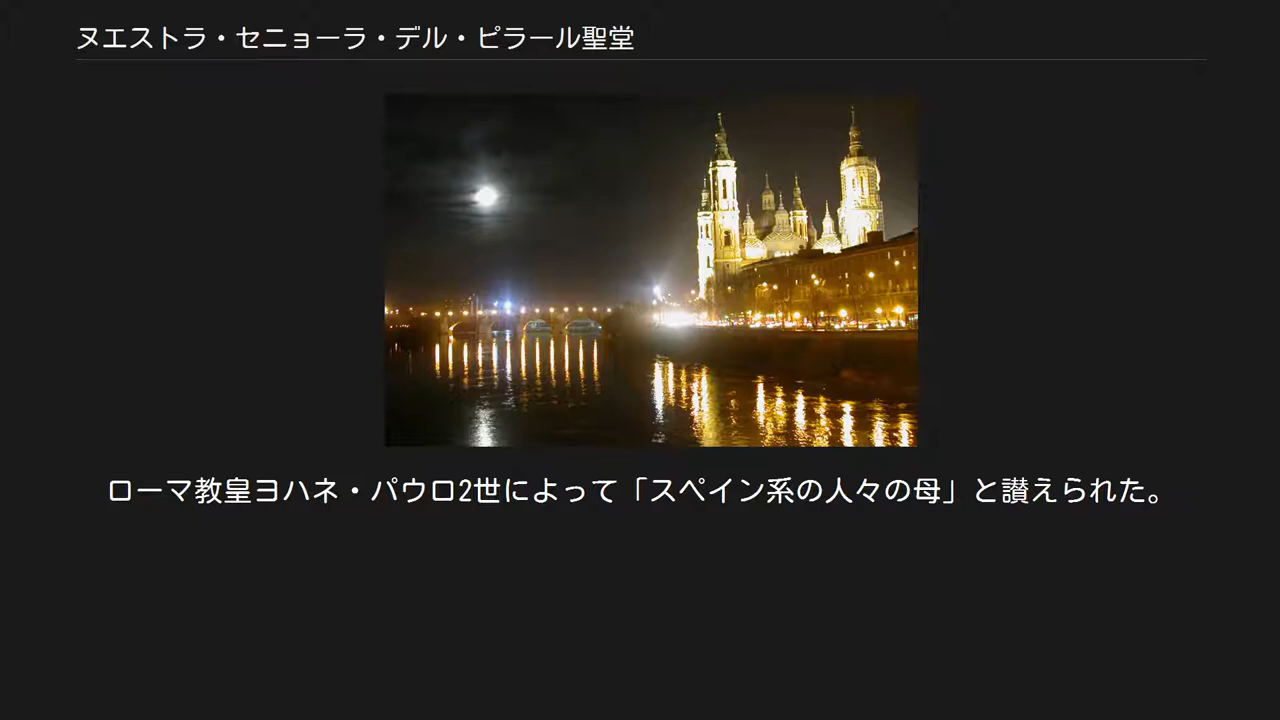 ヌエストラ・セニョーラ・デル・ピラール聖堂
ローマ教皇ヨハネ・パウロ2世によって「スペイン系の人々の母」と讃えられた。